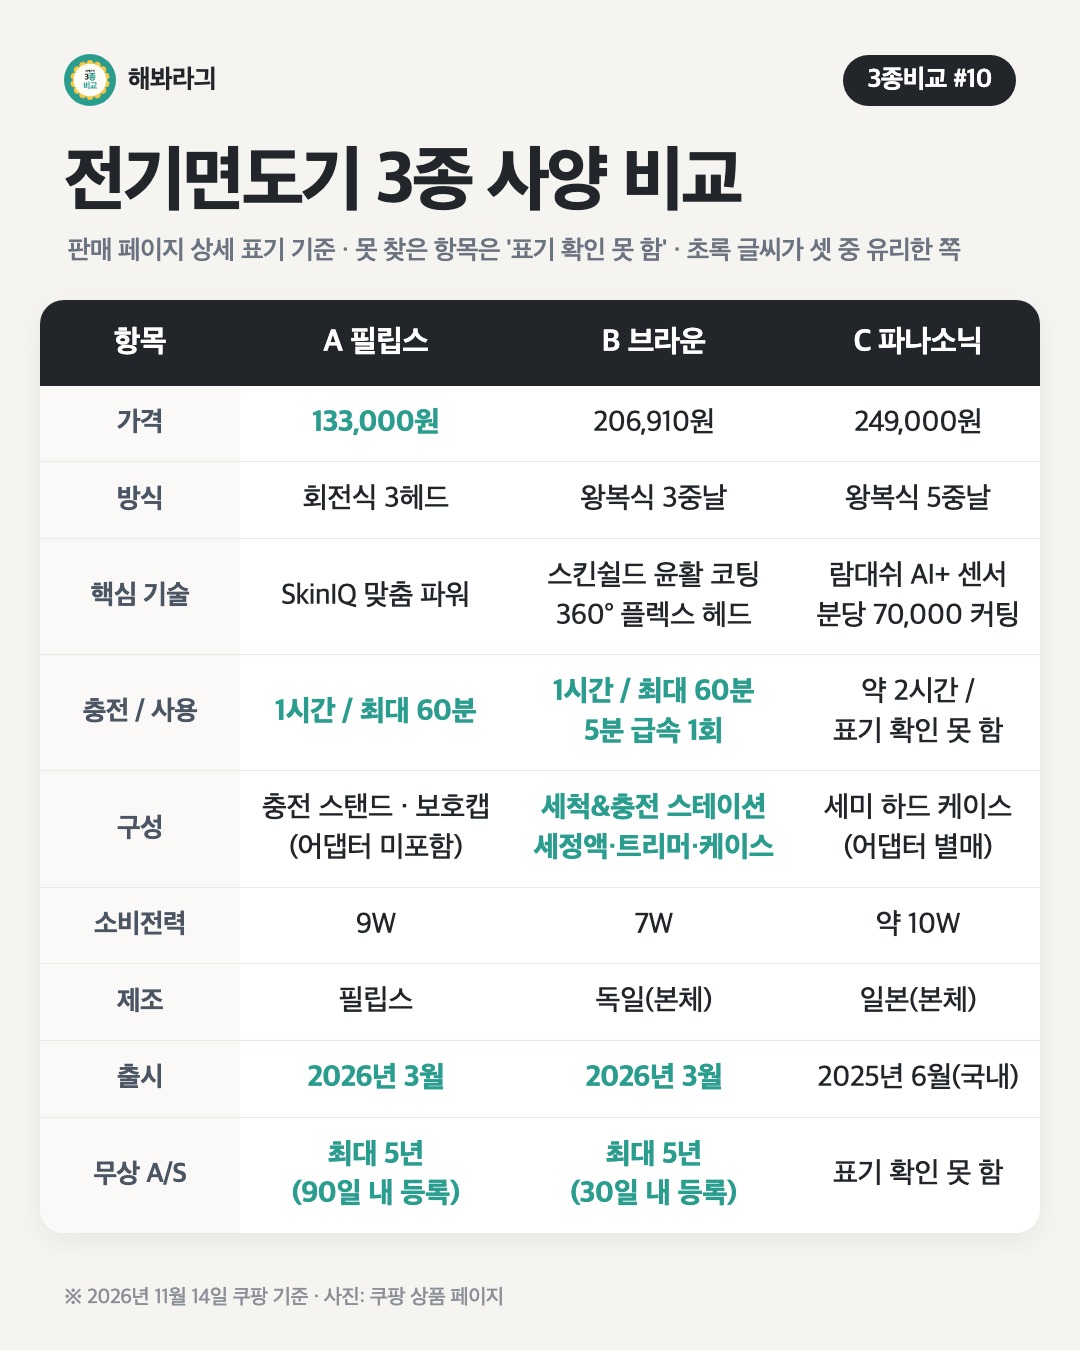 3종
비교
해봐라긔
3종비교 #10
전기면도기 3종 사양 비교
판매 페이지 상세 표기 기준 · 못 찾은 항목은 '표기 확인 못 함' · 초록 글씨가 셋 중 유리한 쪽
항목 A 필립스 B 브라운 C 파나소닉
가격 133,000원 206,910원 249,000원
방식 회전식 3헤드 왕복식 3중날 왕복식 5중날
핵심 기술 SkinIQ 맞춤 파워 스킨쉴드 윤활 코팅 람대쉬 AI+ 센서
360° 플렉스 헤드 분당 70,000 커팅
충전 / 사용 1시간 / 최대 60분 1시간 / 최대 60분 약 2시간 /
5분 급속 1회 표기 확인 못 함
구성 충전 스탠드 · 보호캡 세척&충전 스테이션 세미 하드 케이스
(어댑터 미포함) 세정액·트리머·케이스 (어댑터 별매)
소비전력 9W 7W 약 10W
제조 필립스 독일(본체) 일본(본체)
출시 2026년 3월 2026년 3월 2025년 6월(국내)
무상 A/S 최대 5년 최대 5년 표기 확인 못 함
(90일 내 등록) (30일 내 등록)
※ 2026년 11월 14일 쿠팡 기준 · 사진: 쿠팡 상품 페이지